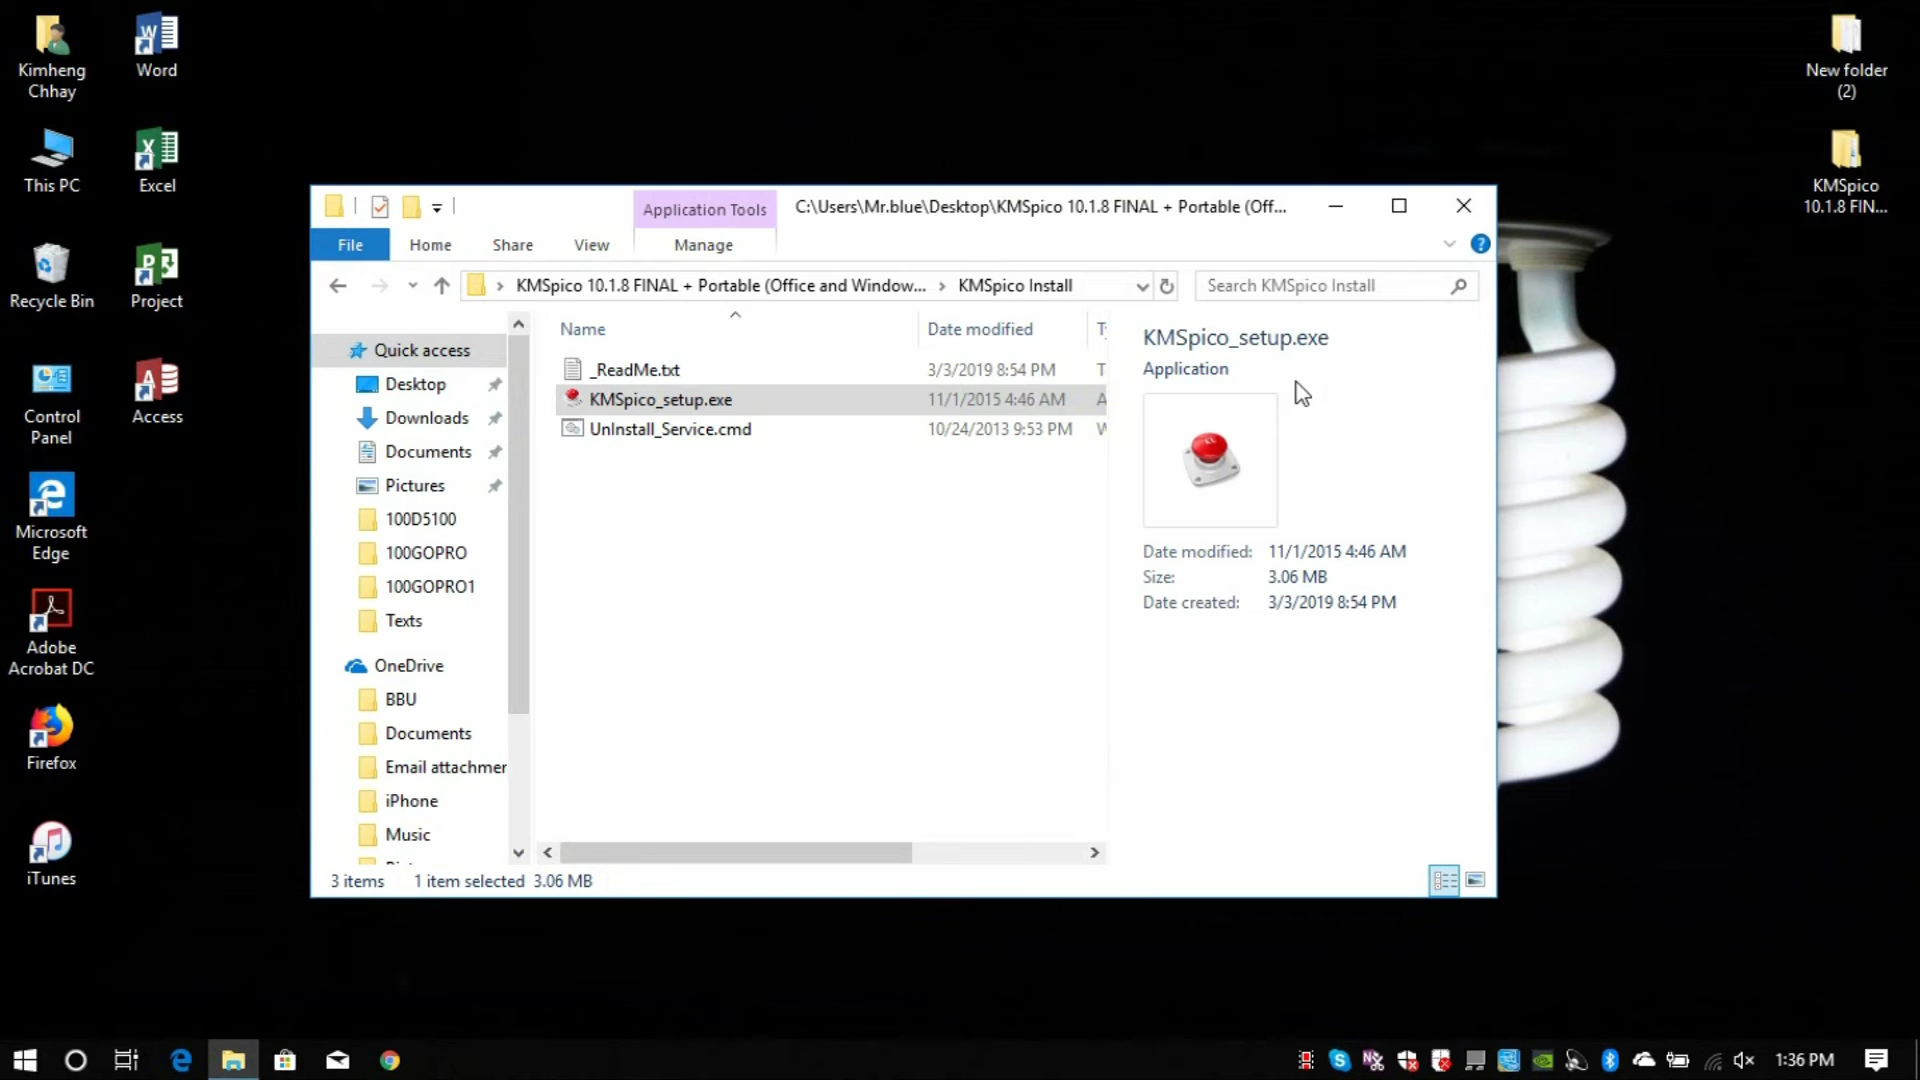 Kimheng
Chhay
Word
This PC
Excel
Recycle Bin
Project
Control
Panel
Access
Microsoft
Edge
Adobe
Acrobat DC
Firefox
iTunes
New folder
(2)
KMSpico
10.1.8 FIN...
Application Tools
C:\Users\Mr.blue\Desktop\KMSpico 10.1.8 FINAL + Portable (Off...
File Home Share View Manage
KMSpico 10.1.8 FINAL + Portable (Office and Window... > KMSpico Install
Search KMSpico Install
Quick access
Desktop
Downloads
Documents
Pictures
100D5100
100GOPRO
100GOPRO1
Texts
OneDrive
BBU
Documents
Email attachmer
iPhone
Music
Name Date modified
_ReadMe.txt 3/3/2019 8:54 PM
KMSpico_setup.exe 11/1/2015 4:46 AM
UnInstall_Service.cmd 10/24/2013 9:53 PM
KMSpico_setup.exe
Application
Date modified: 11/1/2015 4:46 AM
Size: 3.06 MB
Date created: 3/3/2019 8:54 PM
3 items 1 item selected 3.06 MB
1:36 PM